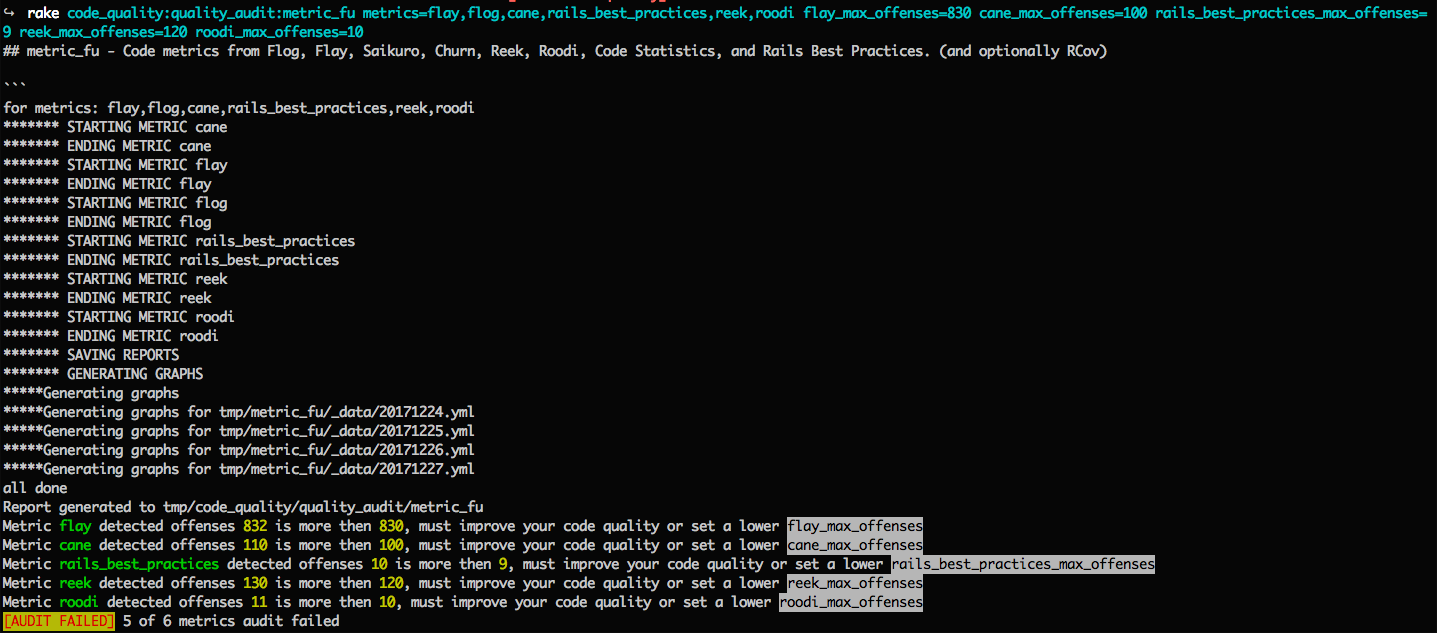 ↪ rake code_quality:quality_audit:metric_fu metrics=flay,flog,cane,rails_best_practices,reek,roodi flay_max_offenses=830 cane_max_offenses=100 rails_best_practices_max_offenses=
9 reek_max_offenses=120 roodi_max_offenses=10
## metric_fu - Code metrics from Flog, Flay, Saikuro, Churn, Reek, Roodi, Code Statistics, and Rails Best Practices. (and optionally RCov)
```
for metrics: flay,flog,cane,rails_best_practices,reek,roodi
******* STARTING METRIC cane
******* ENDING METRIC cane
******* STARTING METRIC flay
******* ENDING METRIC flay
******* STARTING METRIC flog
******* ENDING METRIC flog
******* STARTING METRIC rails_best_practices
******* ENDING METRIC rails_best_practices
******* STARTING METRIC reek
******* ENDING METRIC reek
******* STARTING METRIC roodi
******* ENDING METRIC roodi
******* SAVING REPORTS
******* GENERATING GRAPHS
*****Generating graphs
*****Generating graphs for tmp/metric_fu/_data/20171224.yml
*****Generating graphs for tmp/metric_fu/_data/20171225.yml
*****Generating graphs for tmp/metric_fu/_data/20171226.yml
*****Generating graphs for tmp/metric_fu/_data/20171227.yml
all done
Report generated to tmp/code_quality/quality_audit/metric_fu
Metric flay detected offenses 832 is more then 830, must improve your code quality or set a lower flay_max_offenses
Metric cane detected offenses 110 is more then 100, must improve your code quality or set a lower cane_max_offenses
Metric rails_best_practices detected offenses 10 is more then 9, must improve your code quality or set a lower rails_best_practices_max_offenses
Metric reek detected offenses 130 is more then 120, must improve your code quality or set a lower reek_max_offenses
Metric roodi detected offenses 11 is more then 10, must improve your code quality or set a lower roodi_max_offenses
[AUDIT FAILED] 5 of 6 metrics audit failed